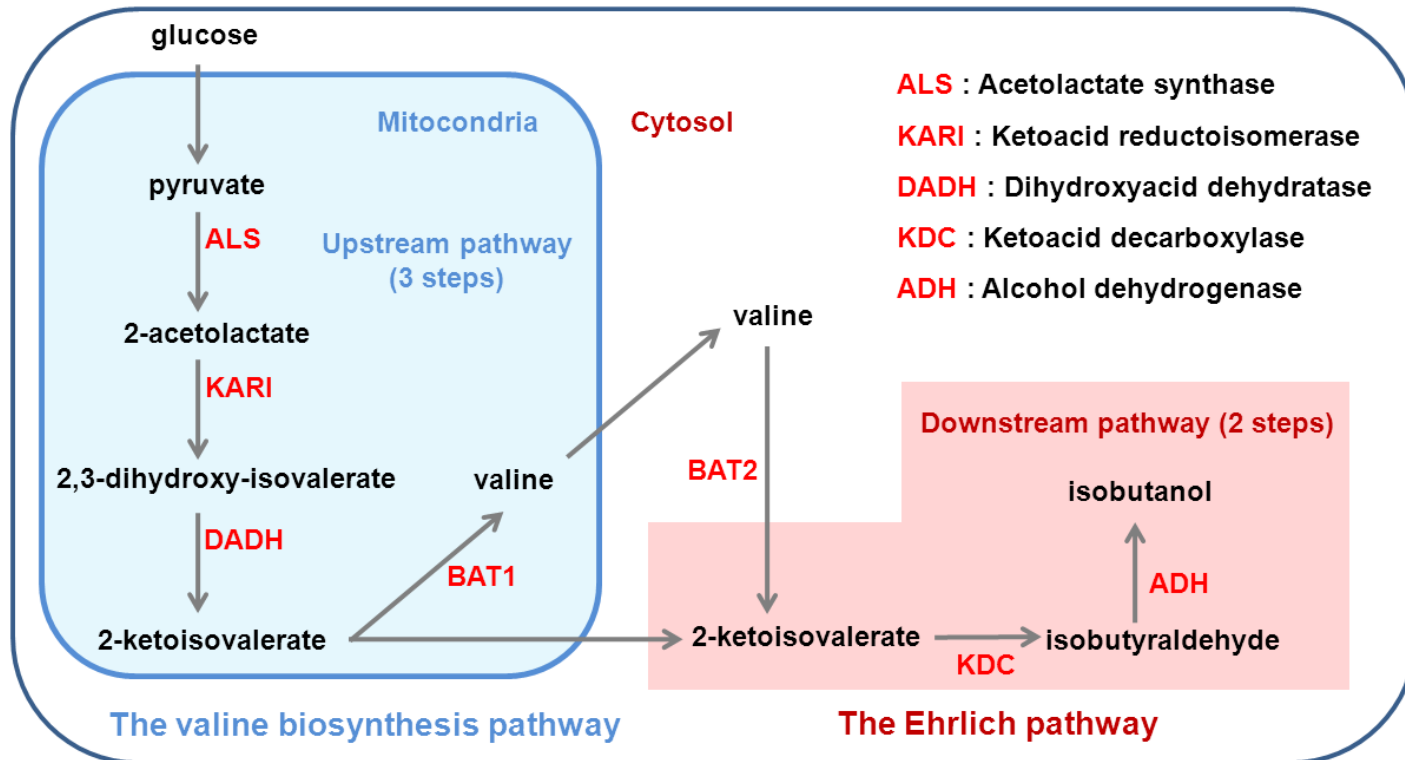 glucose
Mitocondria
Cytosol
ALS : Acetolactate synthase
KARI : Ketoacid reductoisomerase
DADH : Dihydroxyacid dehydratase
KDC : Ketoacid decarboxylase
ADH : Alcohol dehydrogenase
pyruvate
ALS
Upstream pathway
(3 steps)
2-acetolactate
KARI
2,3-dihydroxy-isovalerate
DADH
2-ketoisovalerate
valine
BAT1
valine
BAT2
Downstream pathway (2 steps)
isobutanol
ADH
2-ketoisovalerate
KDC
isobutyraldehyde
The valine biosynthesis pathway
The Ehrlich pathway